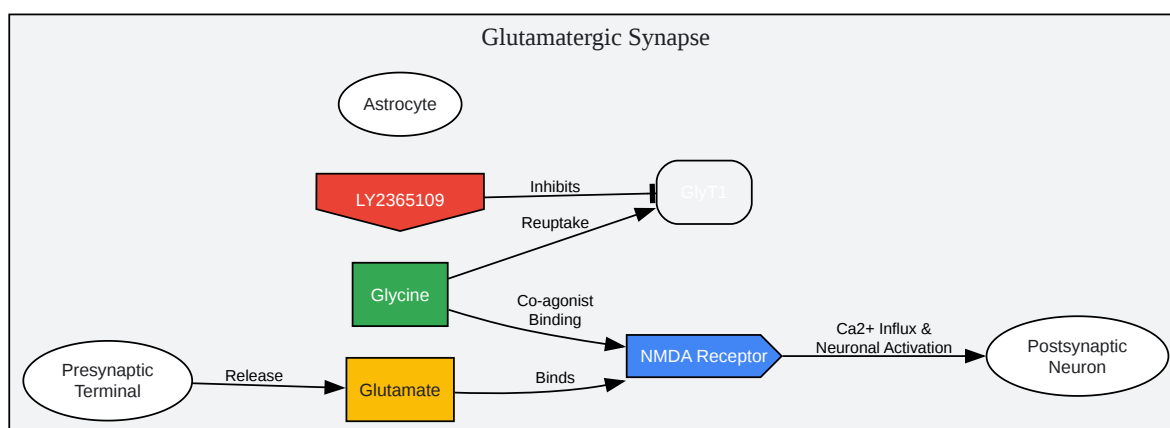 Glutamatergic Synapse
Astrocyte
LY2365109
Inhibits
GlyT1
Reuptake
Glycine
Co-agonist
Binding
NMDA Receptor
Ca2+ Influx &
Neuronal Activation
Postsynaptic
Neuron
Presynaptic
Terminal
Release
Glutamate
Binds